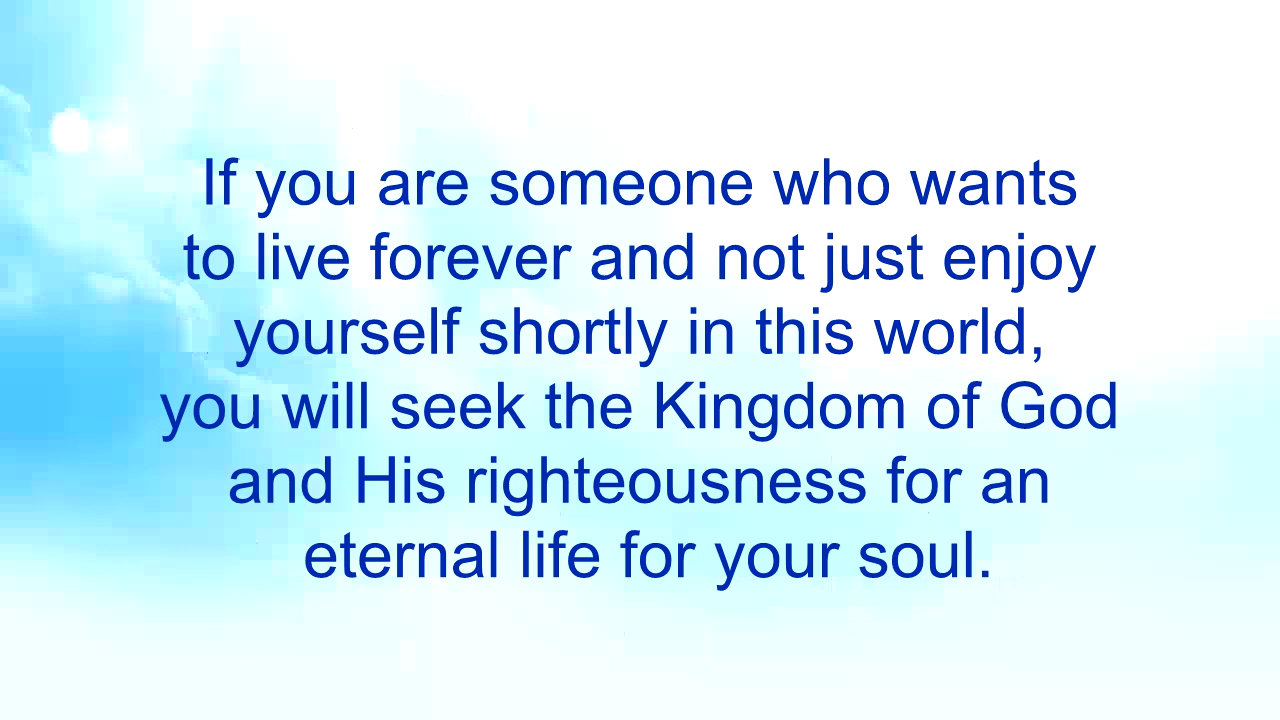 If you are someone who wants
to live forever and not just enjoy
yourself shortly in this world,
you will seek the Kingdom of God
and His righteousness for an
eternal life for your soul.